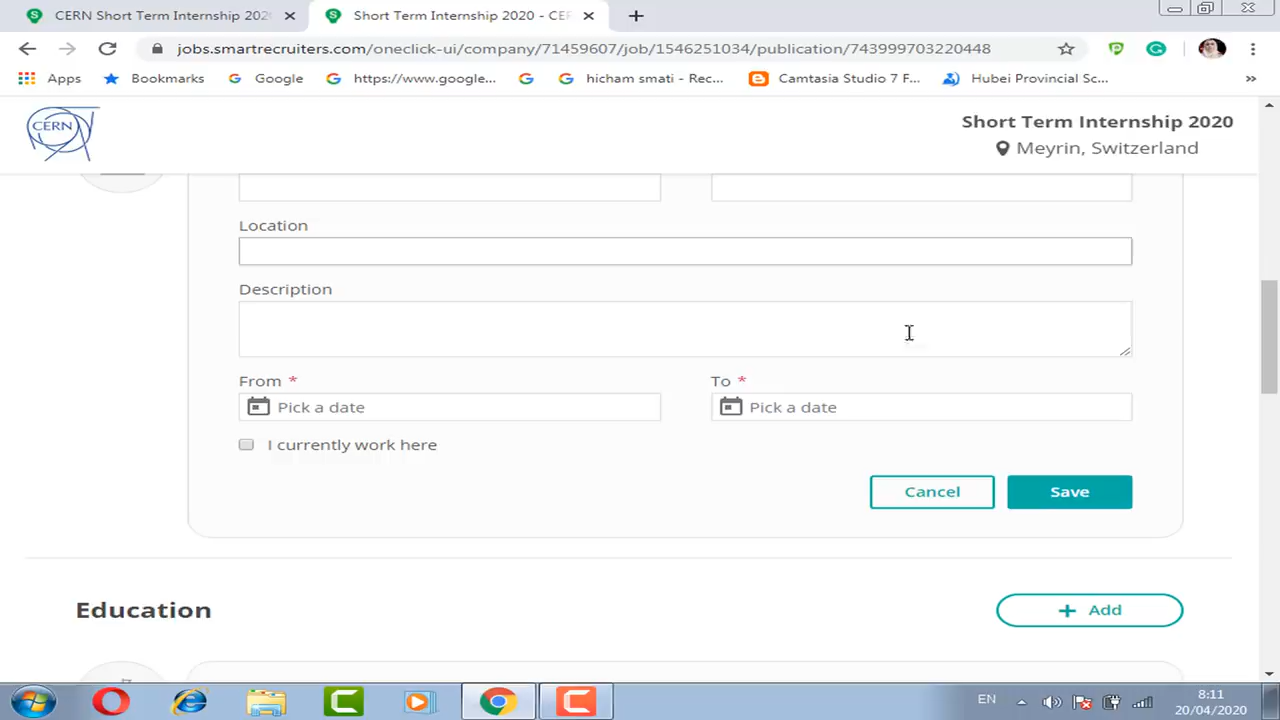 CERN Short Term Internship 202
Short Term Internship 2020 - CER
jobs.smartrecruiters.com/oneclick-ui/company/71459607/job/1546251034/publication/743999703220448
Apps
Bookmarks
Google
https://www.google...
hicham smati - Rec...
Camtasia Studio 7 F...
Hubei Provincial Sc...
»
CERN
Short Term Internship 2020
Meyrin, Switzerland
Location
Description
From *
To *
Pick a date
Pick a date
I currently work here
Cancel
Save
Education
+ Add
EN
8:11
20/04/2020